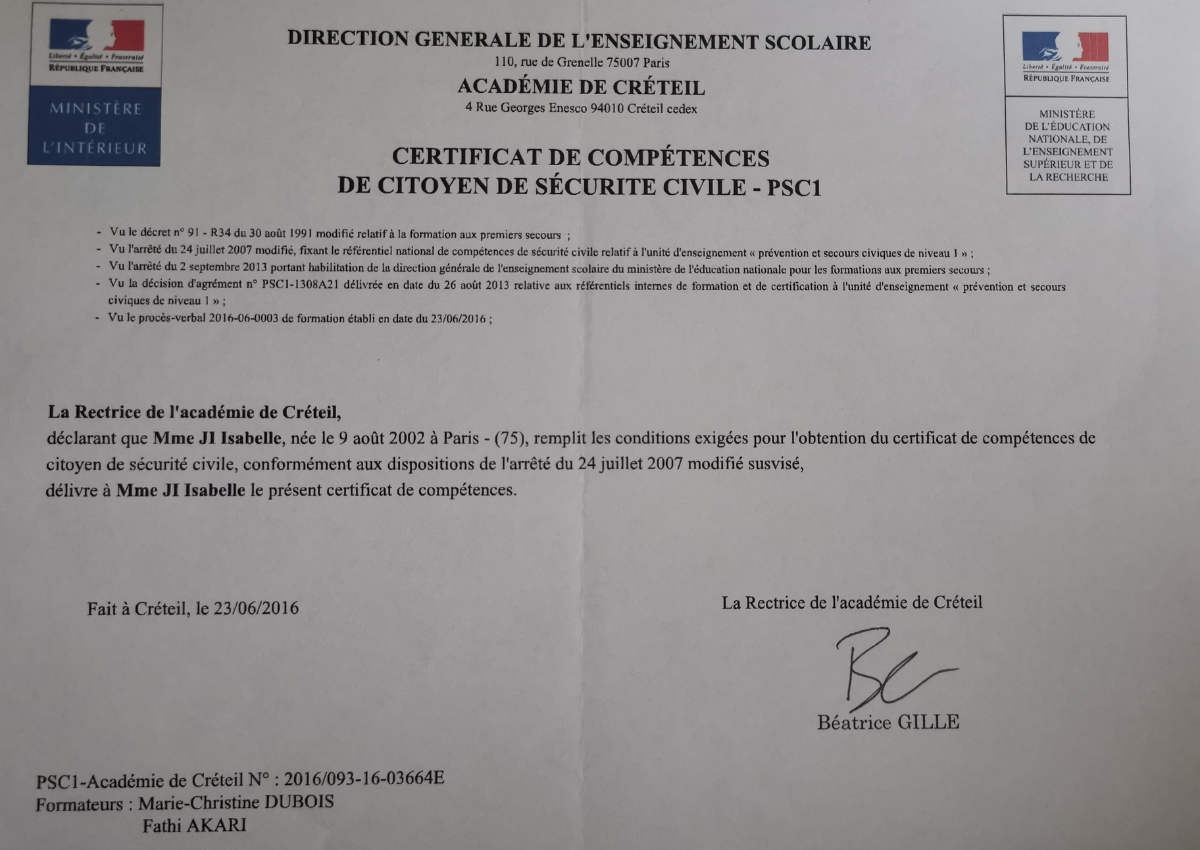 Liberté • Égalité • Fraternité
RÉPUBLIQUE FRANÇAISE
MINISTÈRE
DE
L'INTÉRIEUR
DIRECTION GENERALE DE L'ENSEIGNEMENT SCOLAIRE
110, rue de Grenelle 75007 Paris
ACADÉMIE DE CRÉTEIL
4 Rue Georges Enesco 94010 Créteil cedex
Liberté • Égalité • Fraternité
RÉPUBLIQUE FRANÇAISE
MINISTÈRE
DE L'ÉDUCATION
NATIONALE, DE
L'ENSEIGNEMENT
SUPÉRIEUR ET DE
LA RECHERCHE
CERTIFICAT DE COMPÉTENCES
DE CITOYEN DE SÉCURITE CIVILE - PSC1
- Vu le décret n° 91 - R34 du 30 août 1991 modifié relatif à la formation aux premiers secours ;
- Vu l'arrêté du 24 juillet 2007 modifié, fixant le référentiel national de compétences de sécurité civile relatif à l'unité d'enseignement « prévention et secours civiques de niveau 1 » ;
- Vu l'arrêté du 2 septembre 2013 portant habilitation de la direction générale de l'enseignement scolaire du ministère de l'éducation nationale pour les formations aux premiers secours ;
- Vu la décision d'agrément n° PSC1-1308A21 délivrée en date du 26 août 2013 relative aux référentiels internes de formation et de certification à l'unité d'enseignement « prévention et secours
civiques de niveau 1 » ;
- Vu le procès-verbal 2016-06-0003 de formation établi en date du 23/06/2016 ;
La Rectrice de l'académie de Créteil,
déclarant que Mme JI Isabelle, née le 9 août 2002 à Paris - (75), remplit les conditions exigées pour l'obtention du certificat de compétences de
citoyen de sécurité civile, conformément aux dispositions de l'arrêté du 24 juillet 2007 modifié susvisé,
délivre à Mme JI Isabelle le présent certificat de compétences.
Fait à Créteil, le 23/06/2016
La Rectrice de l'académie de Créteil
Béatrice GILLE
PSC1-Académie de Créteil N° : 2016/093-16-03664E
Formateurs : Marie-Christine DUBOIS
Fathi AKARI